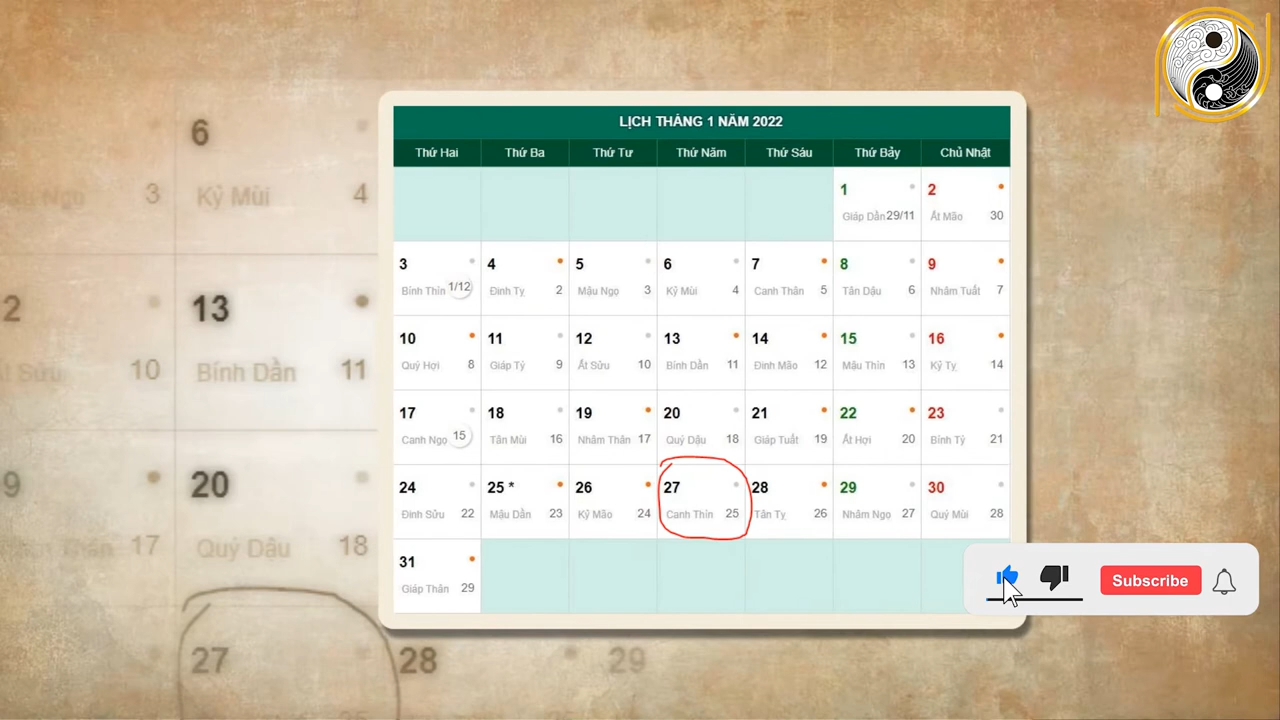 LỊCH THÁNG 1 NĂM 2022
Thứ Hai Thứ Ba Thứ Tư Thứ Năm Thứ Sáu Thứ Bảy Chủ Nhật
1 2
Giáp Dần 29/11 Ất Mão 30
3 4 5 6 7 8 9
Bính Thìn 1/12 Đinh Tỵ 2 Mậu Ngọ 3 Kỷ Mùi 4 Canh Thân 5 Tân Dậu 6 Nhâm Tuất 7
10 11 12 13 14 15 16
Quý Hợi 8 Giáp Tý 9 Ất Sửu 10 Bính Dần 11 Đinh Mão 12 Mậu Thìn 13 Kỷ Tỵ 14
17 18 19 20 21 22 23
Canh Ngọ 15 Tân Mùi 16 Nhâm Thân 17 Quý Dậu 18 Giáp Tuất 19 Ất Hợi 20 Bính Tý 21
24 25 * 26 27 28 29 30
Đinh Sửu 22 Mậu Dần 23 Kỷ Mão 24 Canh Thìn 25 Tân Tỵ 26 Nhâm Ngọ 27 Quý Mùi 28
31
Giáp Thân 29
Subscribe
6
3 Kỷ Mùi 4
2 13
10 Bính Dần 11
9 20
17 Quý Dậu 18
27 28 29